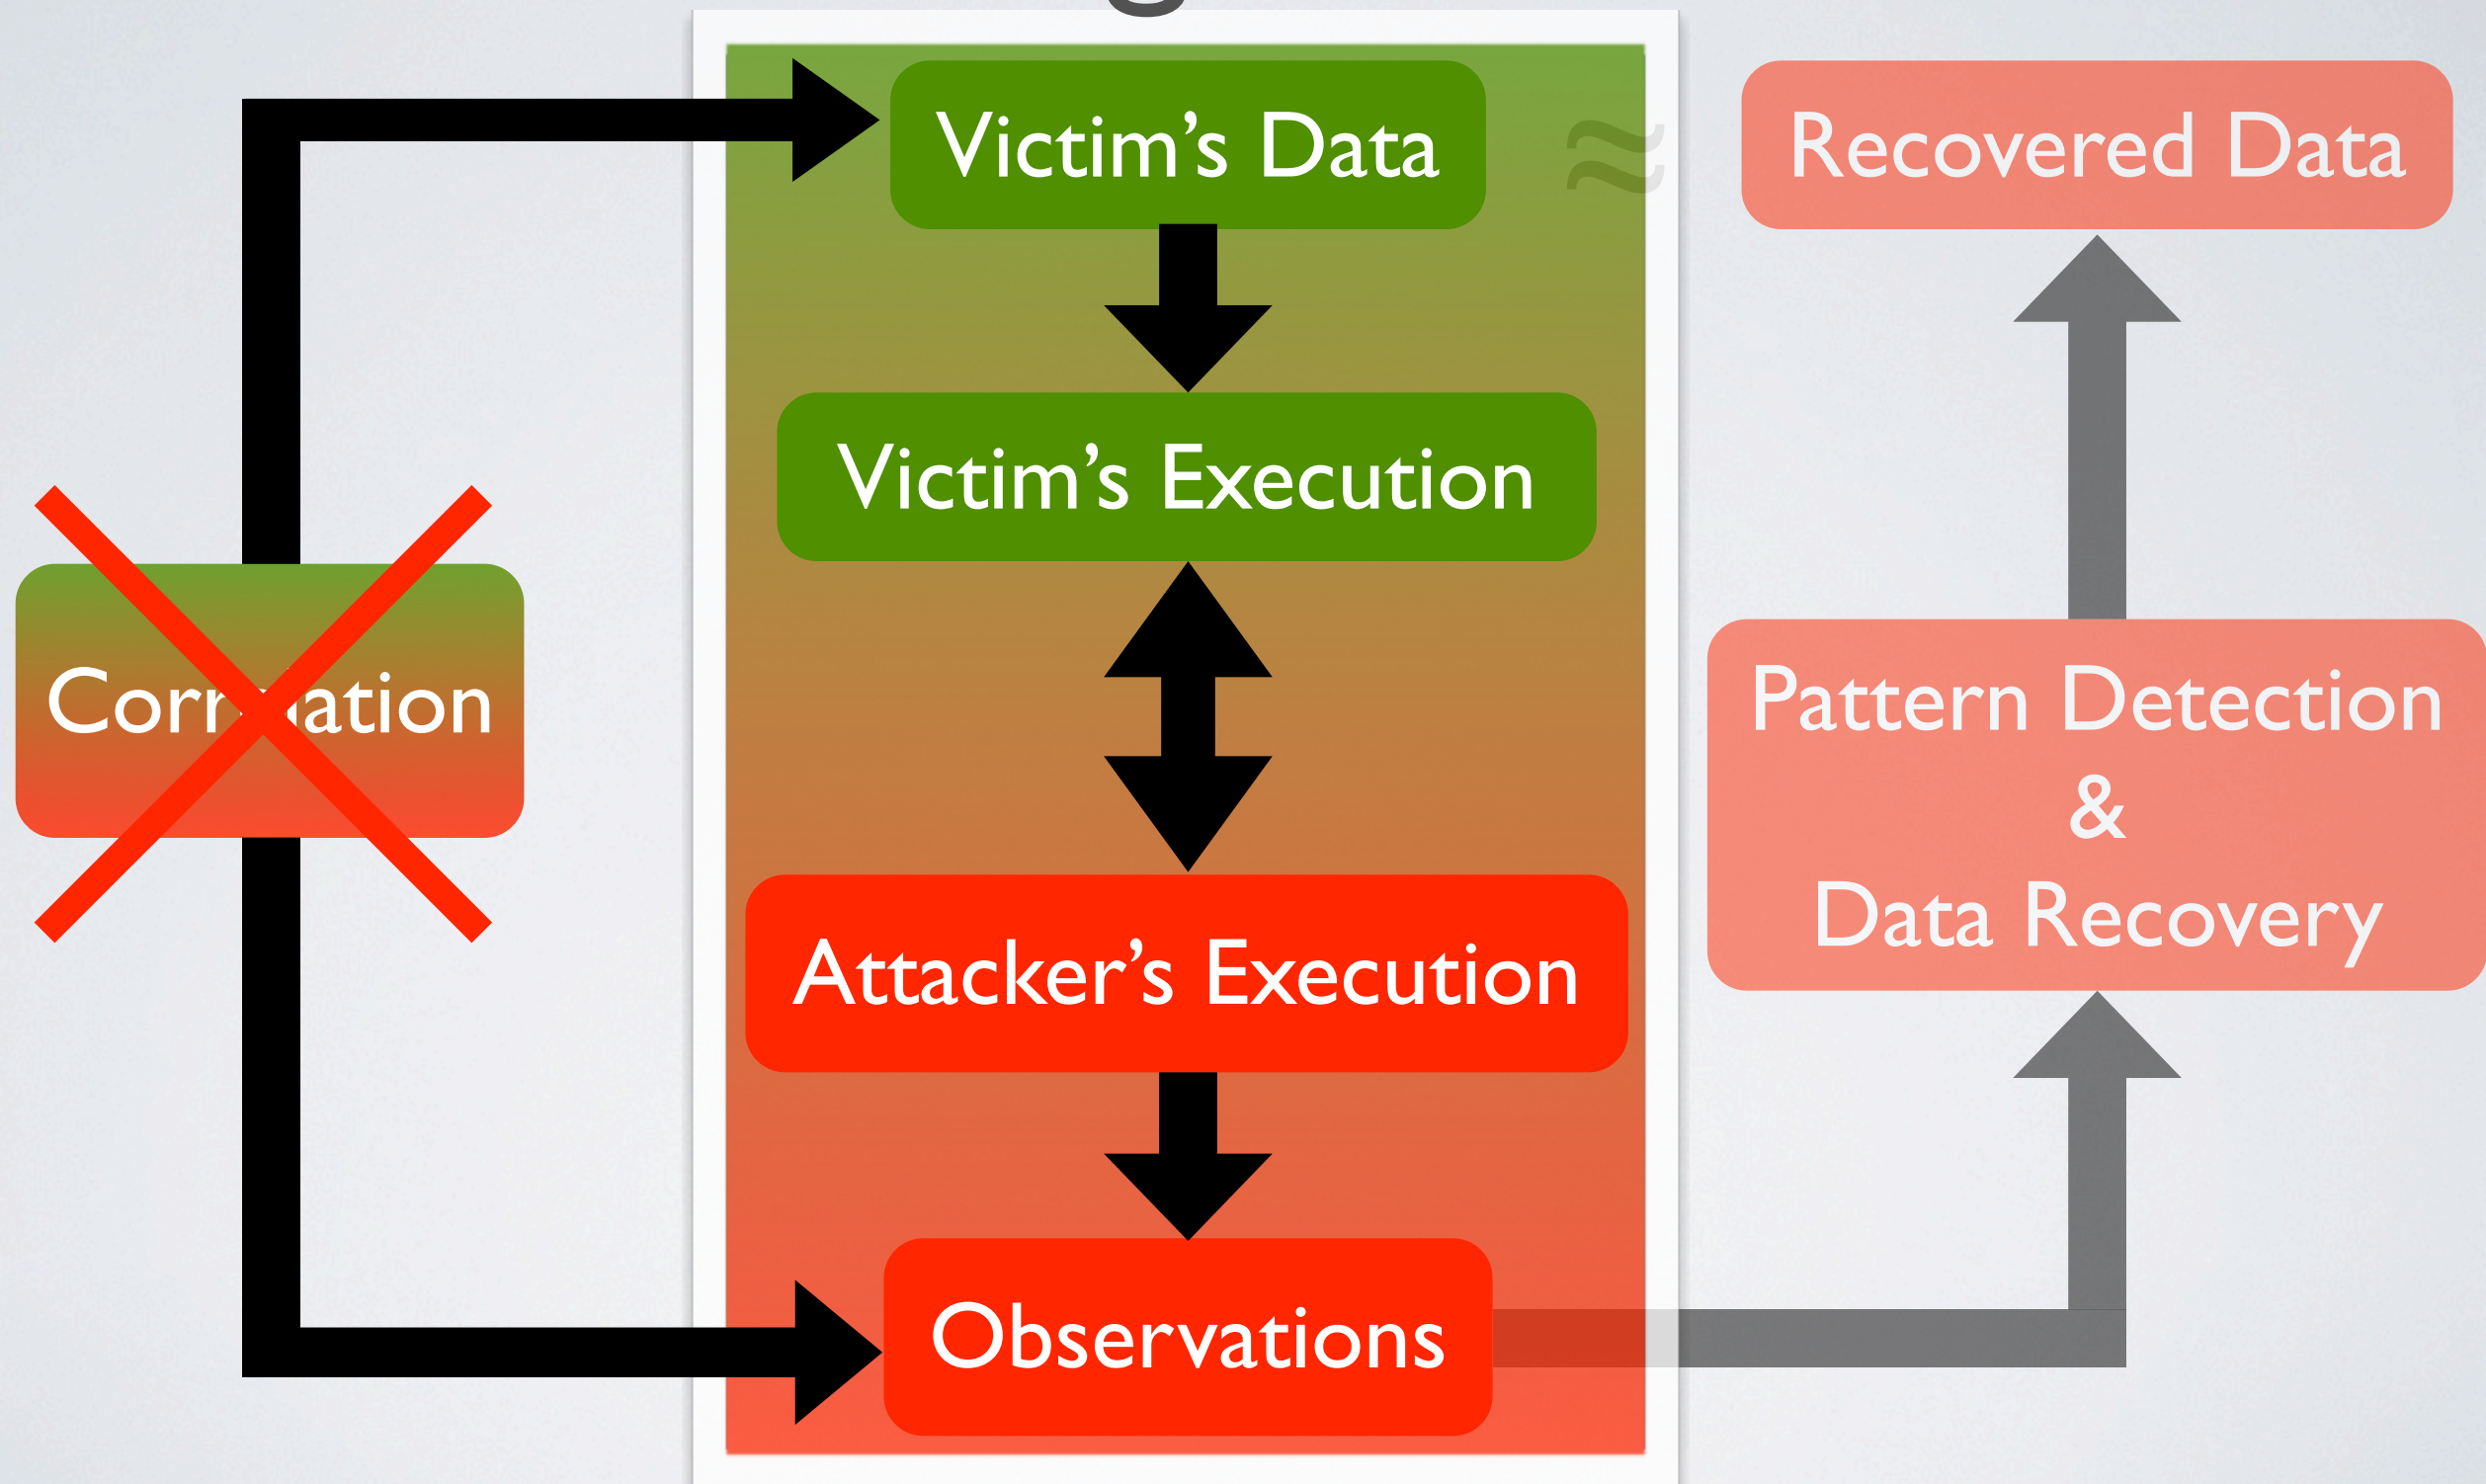 Victim's Data
≈
Recovered Data
Victim's Execution
Pattern Detection
&
Data Recovery
Attacker's Execution
Observations